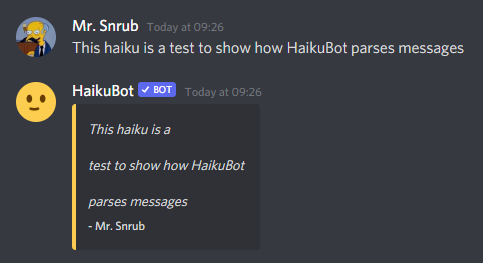 Mr. Snrub Today at 09:26
This haiku is a test to show how HaikuBot parses messages
HaikuBot ✓ BOT Today at 09:26
This haiku is a
test to show how HaikuBot
parses messages
- Mr. Snrub